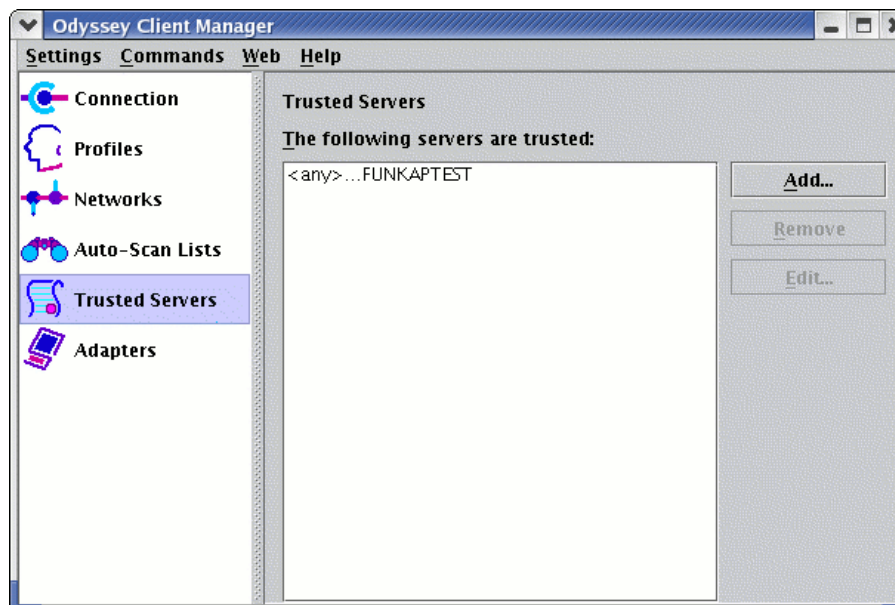 Odyssey Client Manager
Settings Commands Web Help
Connection
Profiles
Networks
Auto-Scan Lists
Trusted Servers
Adapters
Trusted Servers
The following servers are trusted:
<any>...FUNKAPTEST
Add...
Remove
Edit...